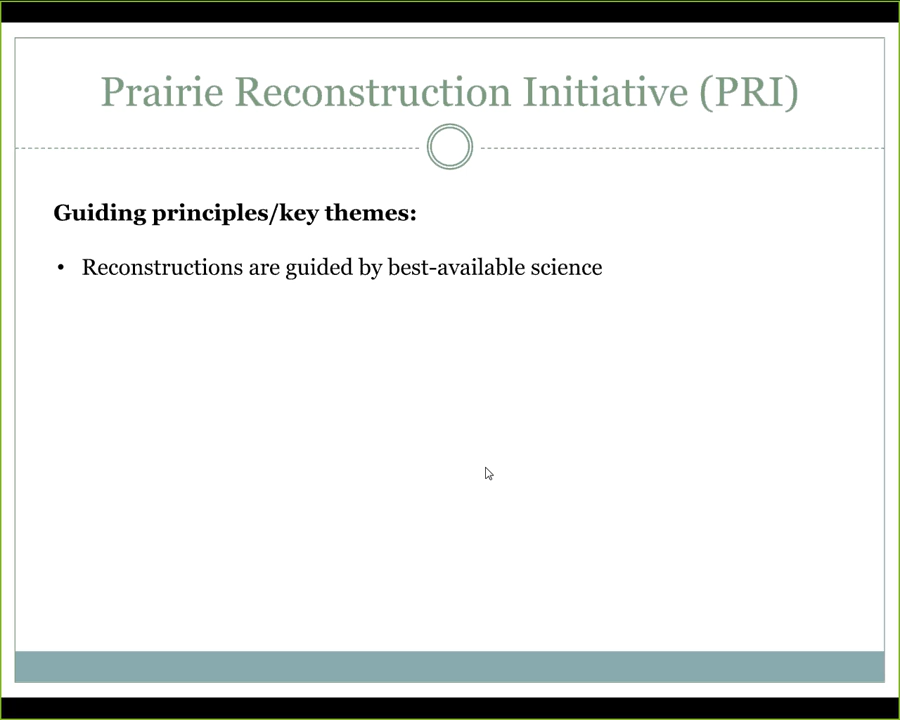 Prairie Reconstruction Initiative (PRI)
Guiding principles/key themes:
• Reconstructions are guided by best-available science